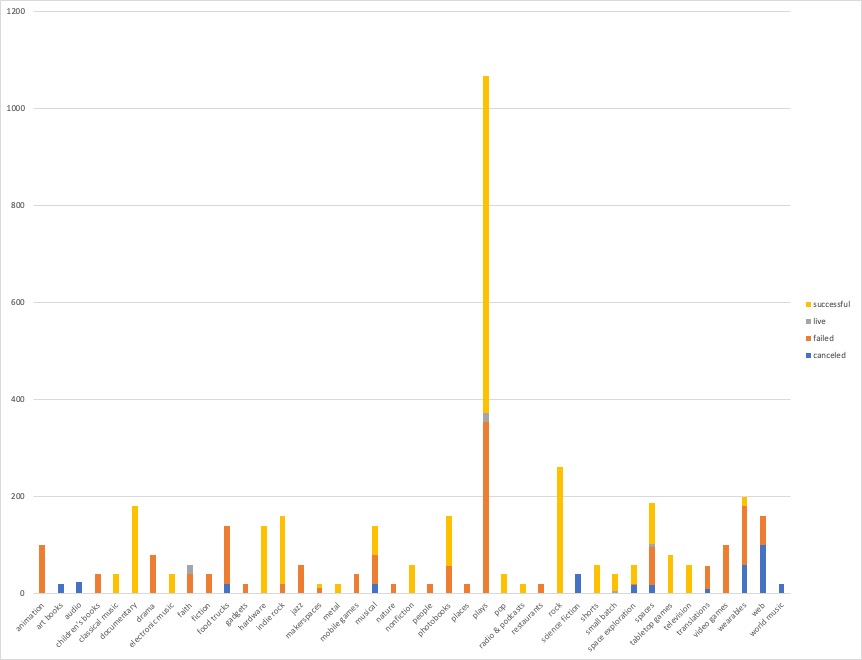 1200
1000
800
600
400
200
0
animation
art books
audio
children's books
classical music
documentary
drama
electronic music
faith
fiction
food trucks
gadgets
hardware
indie rock
jazz
makerspaces
metal
mobile games
musical
nature
nonfiction
people
photobooks
places
plays
pop
radio & podcasts
restaurants
rock
science fiction
shorts
small batch
space exploration
spaces
tabletop games
television
translations
video games
wearables
web
world music
successful
live
failed
canceled